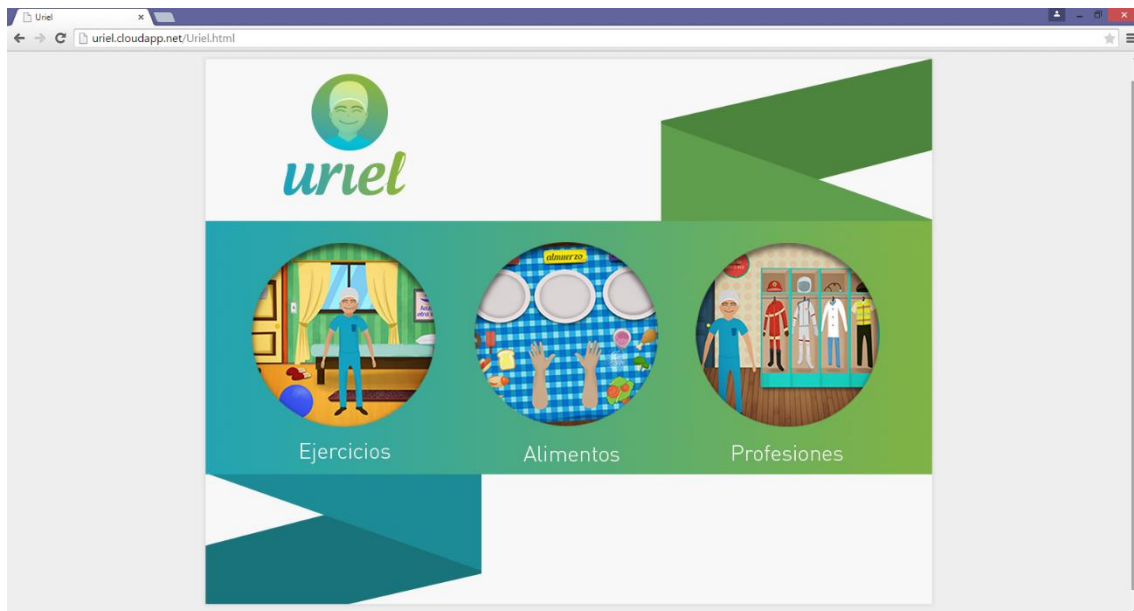 Uriel
uriel.cloudapp.net/Uriel.html
uriel
almuerzo
Ejercicios
Alimentos
Profesiones